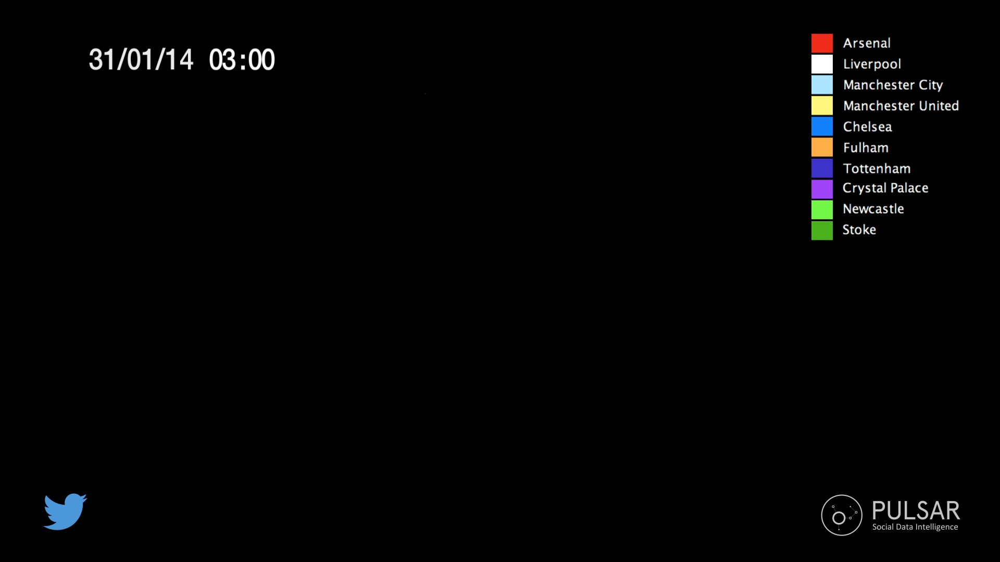 31/01/14 03:00
Arsenal
Liverpool
Manchester City
Manchester United
Chelsea
Fulham
Tottenham
Crystal Palace
Newcastle
Stoke
PULSAR
Social Data Intelligence